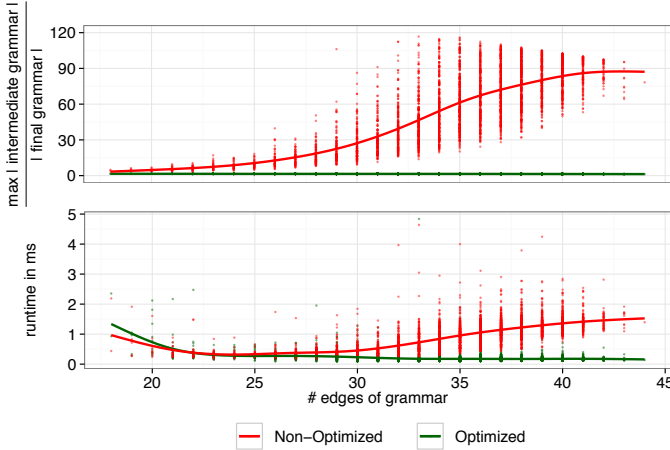 max l intermediate grammar l
l final grammar l
120
90
60
30
0
runtime in ms
5
4
3
2
1
0
20 25 30 35 40 45
# edges of grammar
Non−Optimized Optimized